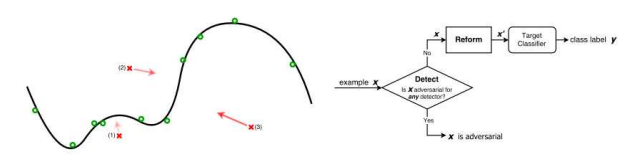 (2)
(1)
(3)
example x
Detect
Is x adversarial for
any detector?
No
x
Reform
x'
Target
Classifier
class label y
Yes
x is adversarial